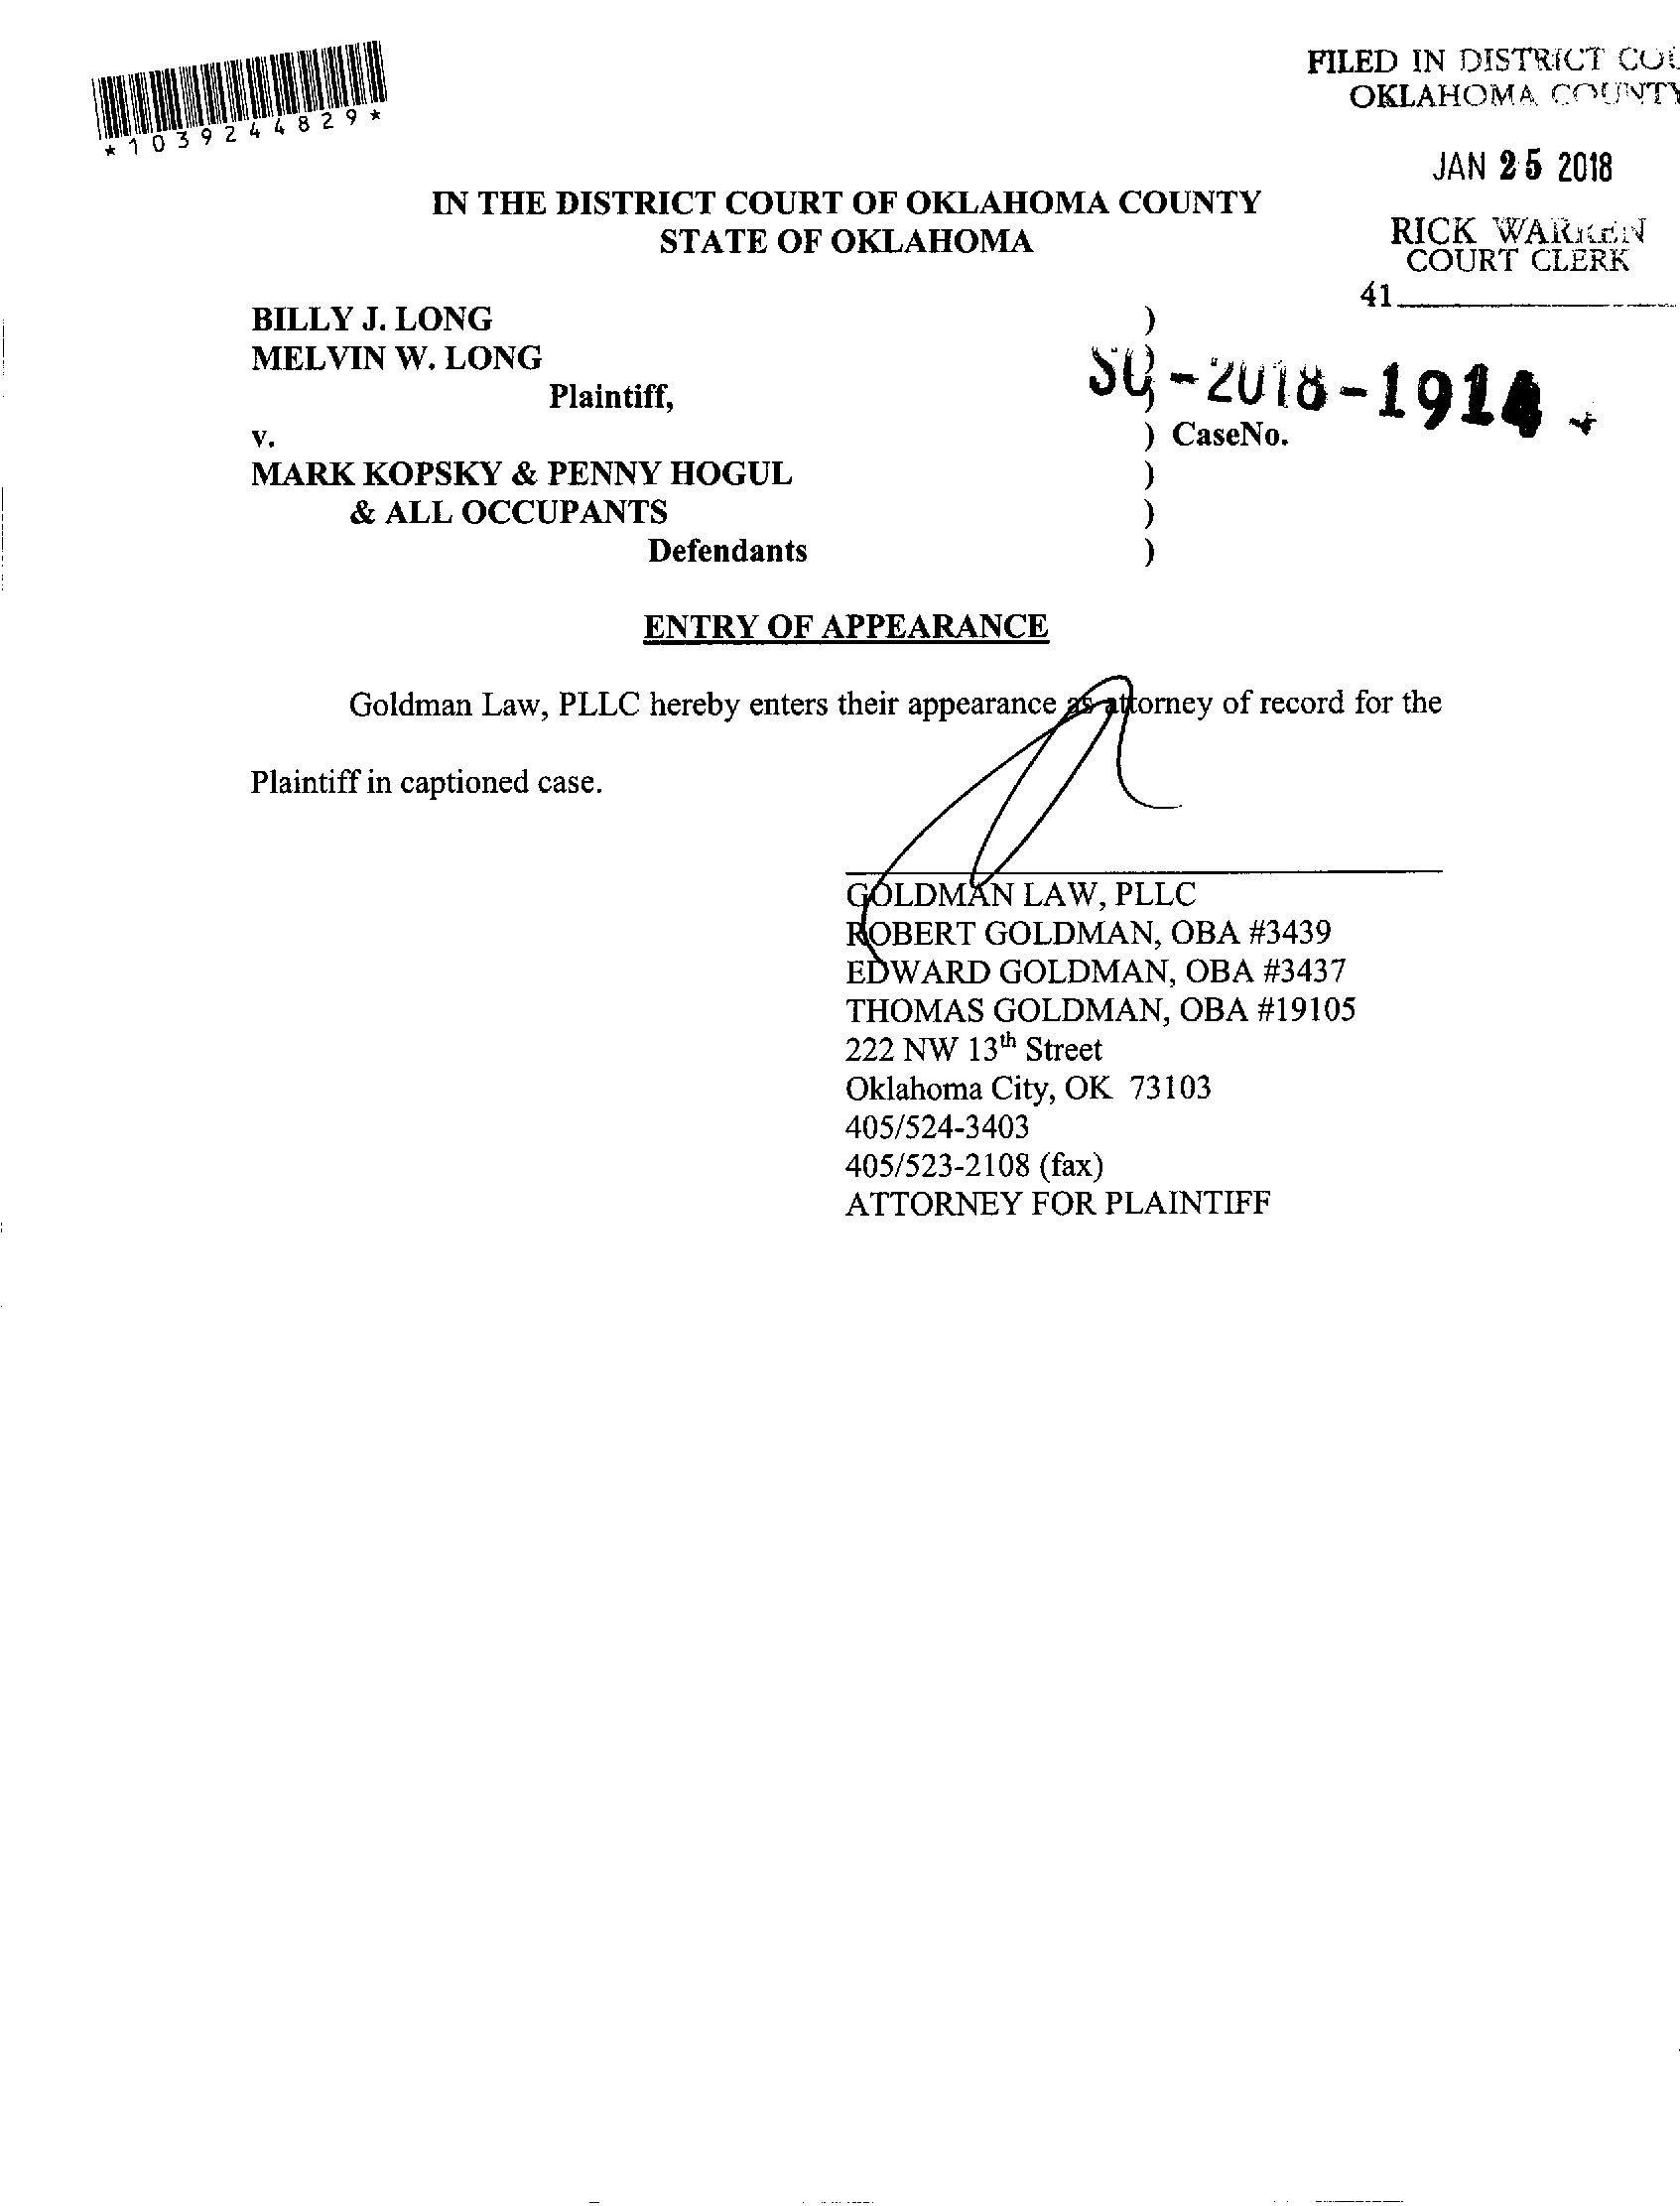 *1039244829*
FILED IN DISTRICT COU
OKLAHOMA COUNTY
JAN 25 2018
RICK WARREN
COURT CLERK
41
IN THE DISTRICT COURT OF OKLAHOMA COUNTY
STATE OF OKLAHOMA
BILLY J. LONG )
MELVIN W. LONG )
Plaintiff, )
SC-2018-1914
v. ) CaseNo.
MARK KOPSKY & PENNY HOGUL )
& ALL OCCUPANTS )
Defendants )
ENTRY OF APPEARANCE
Goldman Law, PLLC hereby enters their appearance as attorney of record for the
Plaintiff in captioned case.
GOLDMAN LAW, PLLC
ROBERT GOLDMAN, OBA #3439
EDWARD GOLDMAN, OBA #3437
THOMAS GOLDMAN, OBA #19105
222 NW 13th Street
Oklahoma City, OK 73103
405/524-3403
405/523-2108 (fax)
ATTORNEY FOR PLAINTIFF